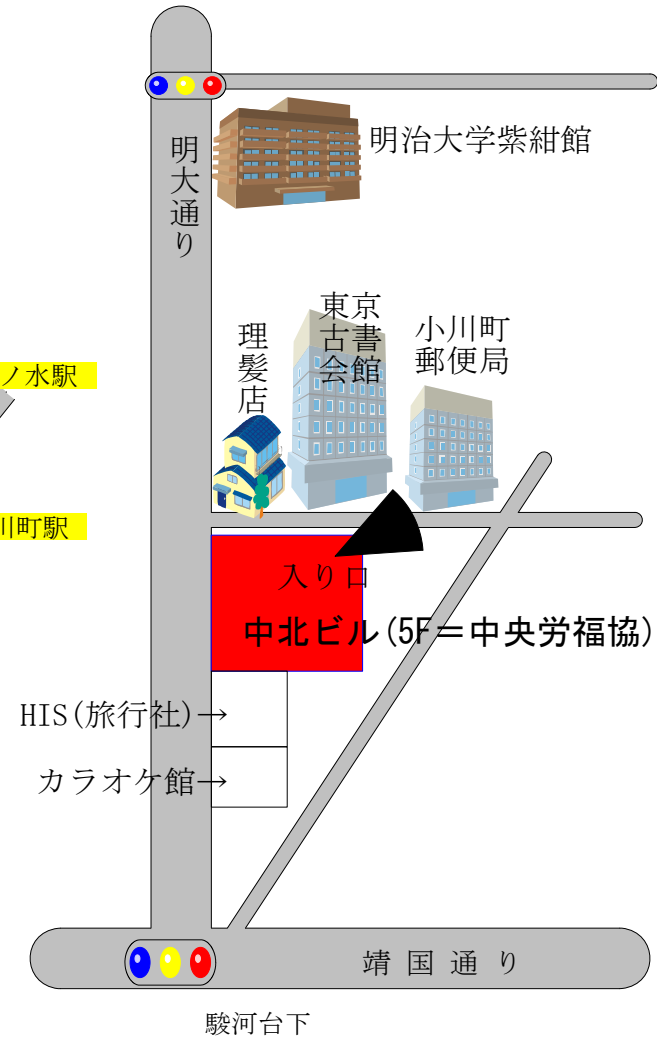 明治大学紫紺館
明大通り
東京
古書
会館
小川町
郵便局
理髪店
ノ水駅
川町駅
入り口
中北ビル(5F＝中央労福協)
HIS(旅行社)→
カラオケ館→
靖国通り
駿河台下